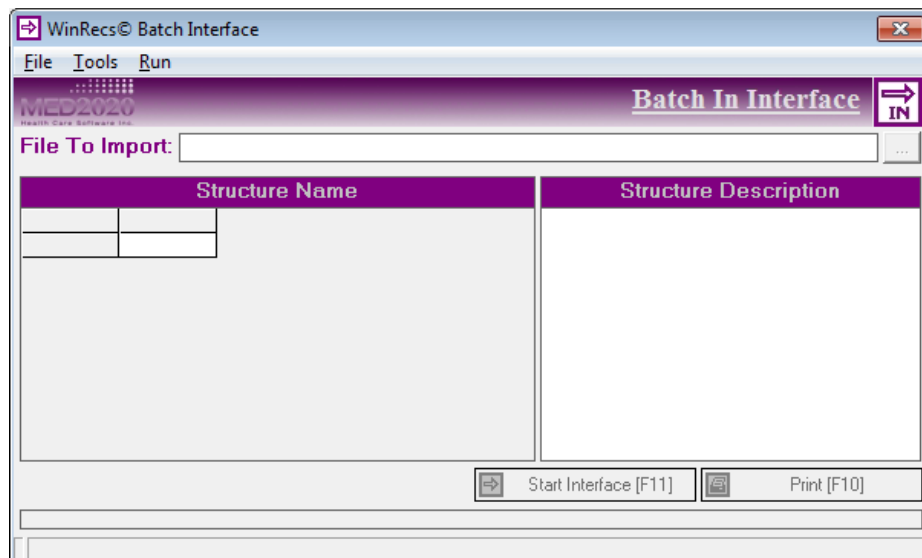 WinRecs© Batch Interface
File Tools Run
MED2020
Health Care Software Inc.
Batch In Interface
IN
File To Import:
...
Structure Name
Structure Description
Start Interface [F11]
Print [F10]